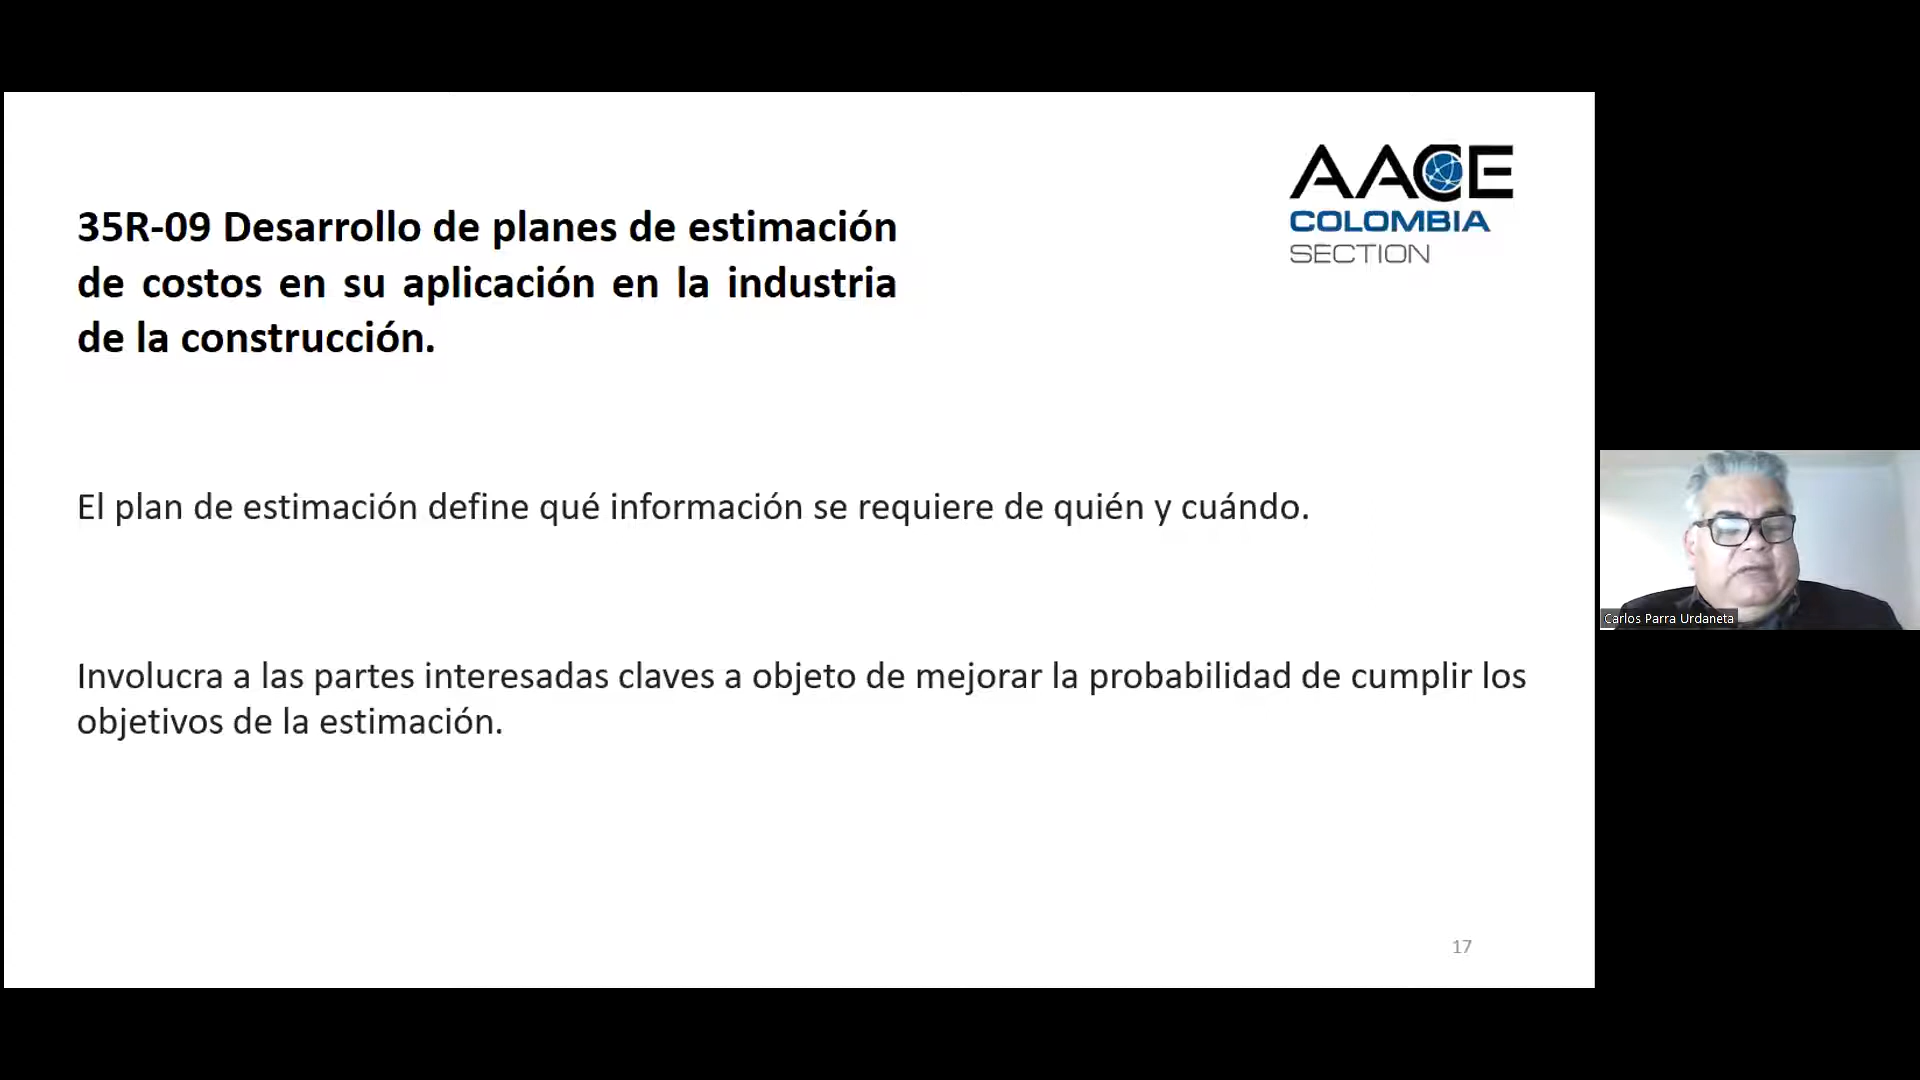 AACE
COLOMBIA
SECTION
35R-09 Desarrollo de planes de estimación
de costos en su aplicación en la industria
de la construcción.
El plan de estimación define qué información se requiere de quién y cuándo.
Involucra a las partes interesadas claves a objeto de mejorar la probabilidad de cumplir los
objetivos de la estimación.
Carlos Parra Urdaneta
17